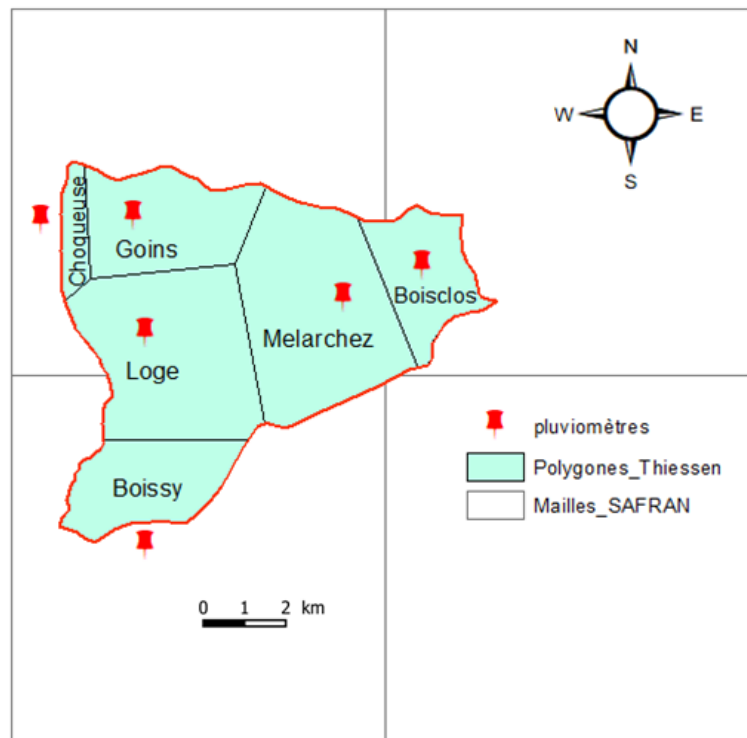 N
W E
S
Choqueuse
Goins
Boisclos
Melarchez
Loge
pluviomètres
Polygones_Thiessen
Boissy
Mailles_SAFRAN
0 1 2 km